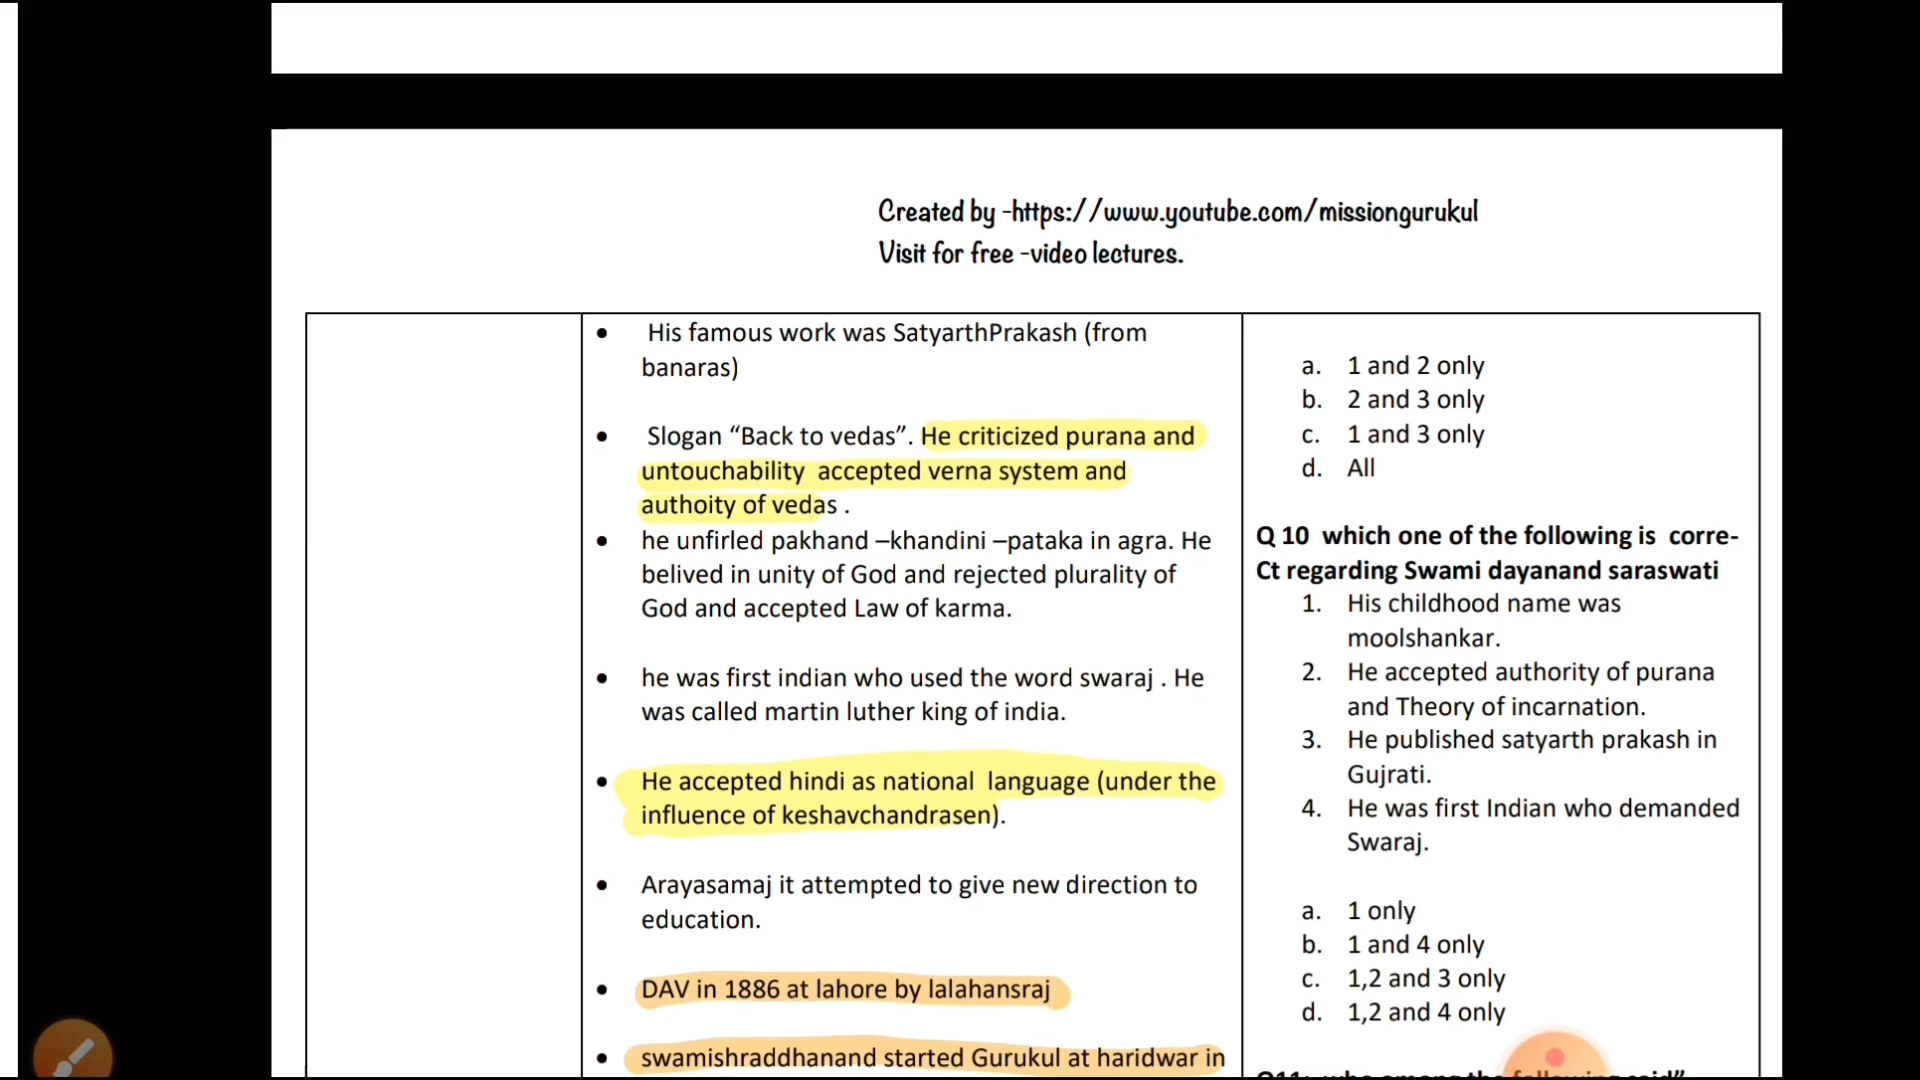 Created by -https://www.youtube.com/missiongurukul
Visit for free -video lectures.
• His famous work was SatyarthPrakash (from
banaras)
• Slogan “Back to vedas”. He criticized purana and
untouchability accepted verna system and
authoity of vedas .
• he unfirled pakhand –khandini –pataka in agra. He
belived in unity of God and rejected plurality of
God and accepted Law of karma.
• he was first indian who used the word swaraj . He
was called martin luther king of india.
• He accepted hindi as national language (under the
influence of keshavchandrasen).
• Arayasamaj it attempted to give new direction to
education.
• DAV in 1886 at lahore by lalahansraj
• swamishraddhanand started Gurukul at haridwar in
a. 1 and 2 only
b. 2 and 3 only
c. 1 and 3 only
d. All
Q 10 which one of the following is corre-
Ct regarding Swami dayanand saraswati
1. His childhood name was
moolshankar.
2. He accepted authority of purana
and Theory of incarnation.
3. He published satyarth prakash in
Gujrati.
4. He was first Indian who demanded
Swaraj.
a. 1 only
b. 1 and 4 only
c. 1,2 and 3 only
d. 1,2 and 4 only
Q11: who among the following said”